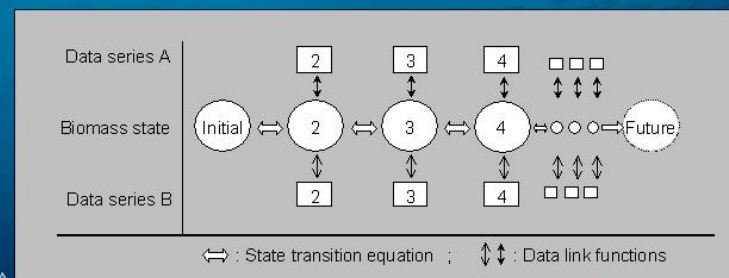 Data series A 2 3 4
Biomass state Initial 2 3 4 Future
Data series B 2 3 4
: State transition equation ; : Data link functions